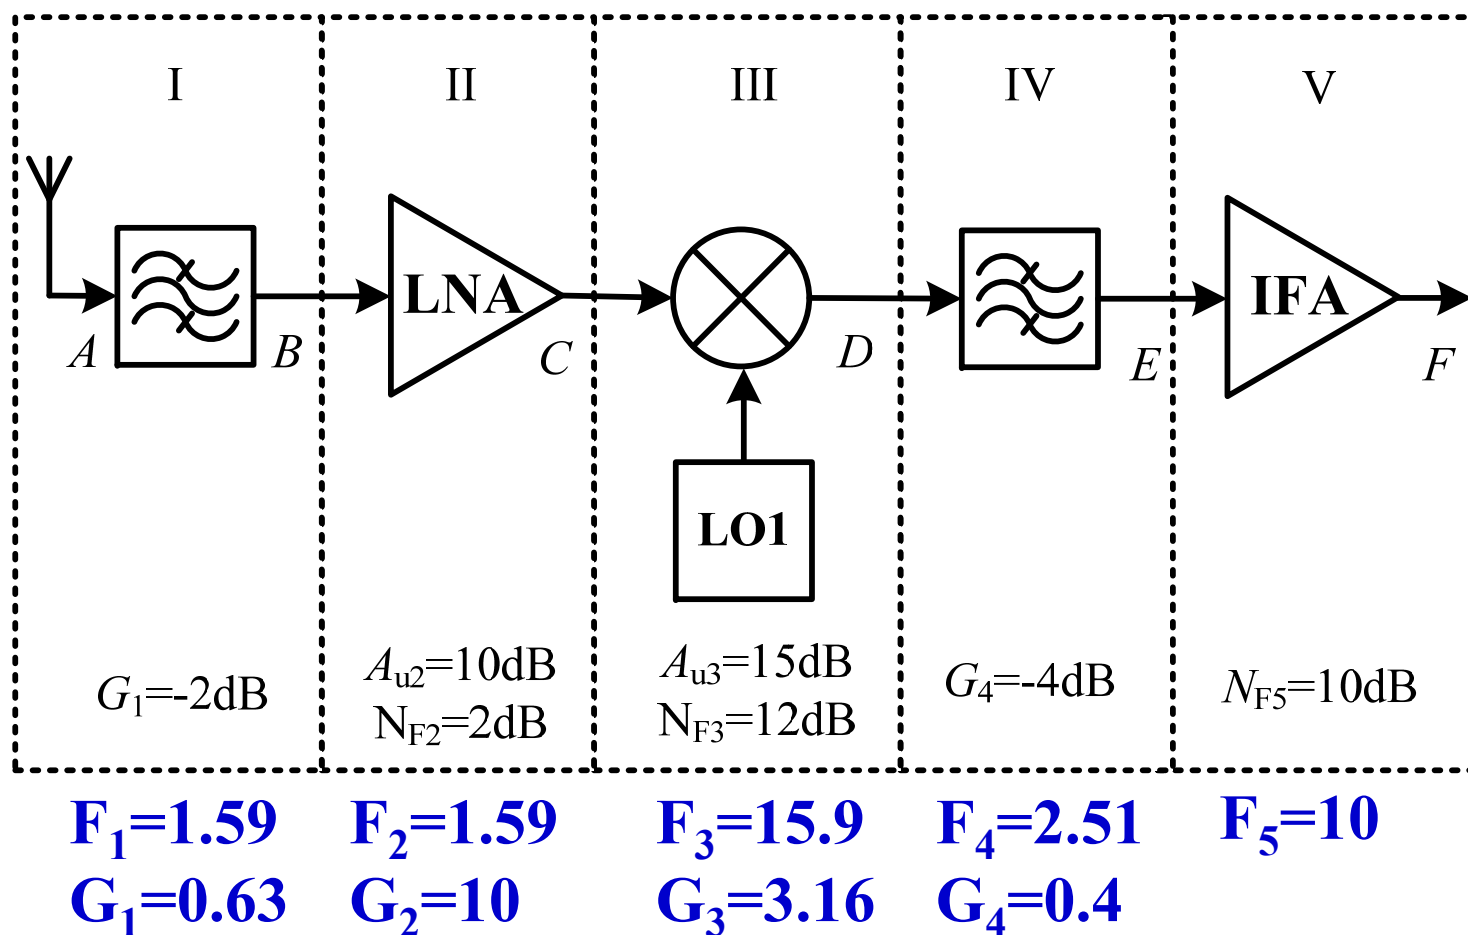 I II III IV V
LNA IFA
A B C D E F
LO1
G1=-2dB
Au2=10dB
NF2=2dB
Au3=15dB
NF3=12dB
G4=-4dB
NF5=10dB
F1=1.59 F2=1.59 F3=15.9 F4=2.51 F5=10
G1=0.63 G2=10 G3=3.16 G4=0.4